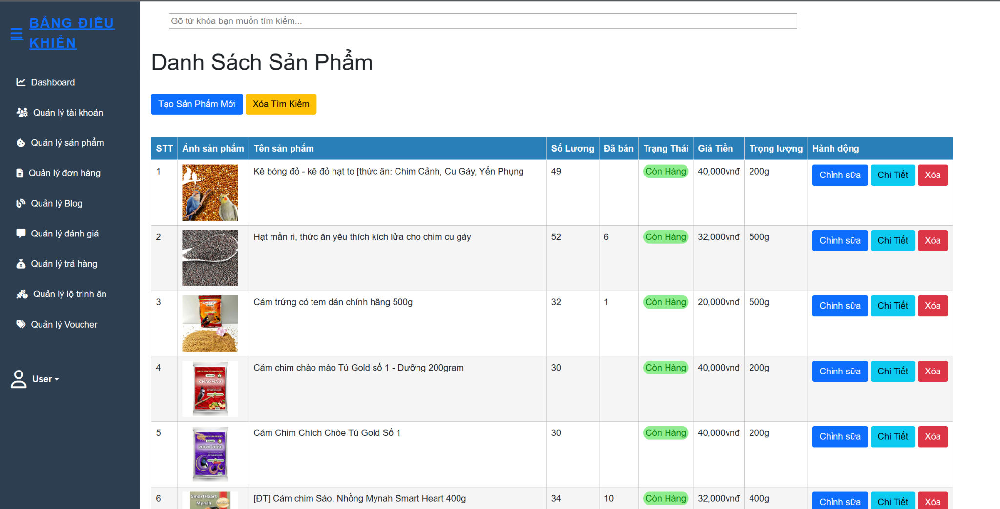 BẢNG ĐIỀU
KHIỂN
Dashboard
Quản lý tài khoản
Quản lý sản phẩm
Quản lý đơn hàng
Quản lý Blog
Quản lý đánh giá
Quản lý trả hàng
Quản lý lộ trình ăn
Quản lý Voucher
User
Gõ từ khóa bạn muốn tìm kiếm...
Danh Sách Sản Phẩm
Tạo Sản Phẩm Mới Xóa Tìm Kiếm
STT Ảnh sản phẩm Tên sản phẩm Số Lương Đã bán Trạng Thái Giá Tiền Trọng lượng Hành động
1 Kê bóng đỏ - kê đỏ hạt to [thức ăn: Chim Cảnh, Cu Gáy, Yến Phụng 49 Còn Hàng 40,000vnđ 200g Chỉnh sữa Chi Tiết Xóa
2 Hạt mần ri, thức ăn yêu thích kích lửa cho chim cu gáy 52 6 Còn Hàng 32,000vnđ 500g Chỉnh sữa Chi Tiết Xóa
3 Cám trứng có tem dán chính hãng 500g 32 1 Còn Hàng 20,000vnđ 500g Chỉnh sữa Chi Tiết Xóa
4 Cám chim chào mào Tú Gold số 1 - Dưỡng 200gram 30 Còn Hàng 40,000vnđ 200g Chỉnh sữa Chi Tiết Xóa
CHÀO MÀO
5 Cám Chim Chích Chòe Tú Gold Số 1 30 Còn Hàng 40,000vnđ 200g Chỉnh sữa Chi Tiết Xóa
CHÍCH CHÒE
6 [ĐT] Cám chim Sáo, Nhồng Mynah Smart Heart 400g 34 10 Còn Hàng 32,000vnđ 400g Chỉnh sữa Chi Tiết Xóa
SmartHeart
Mynah